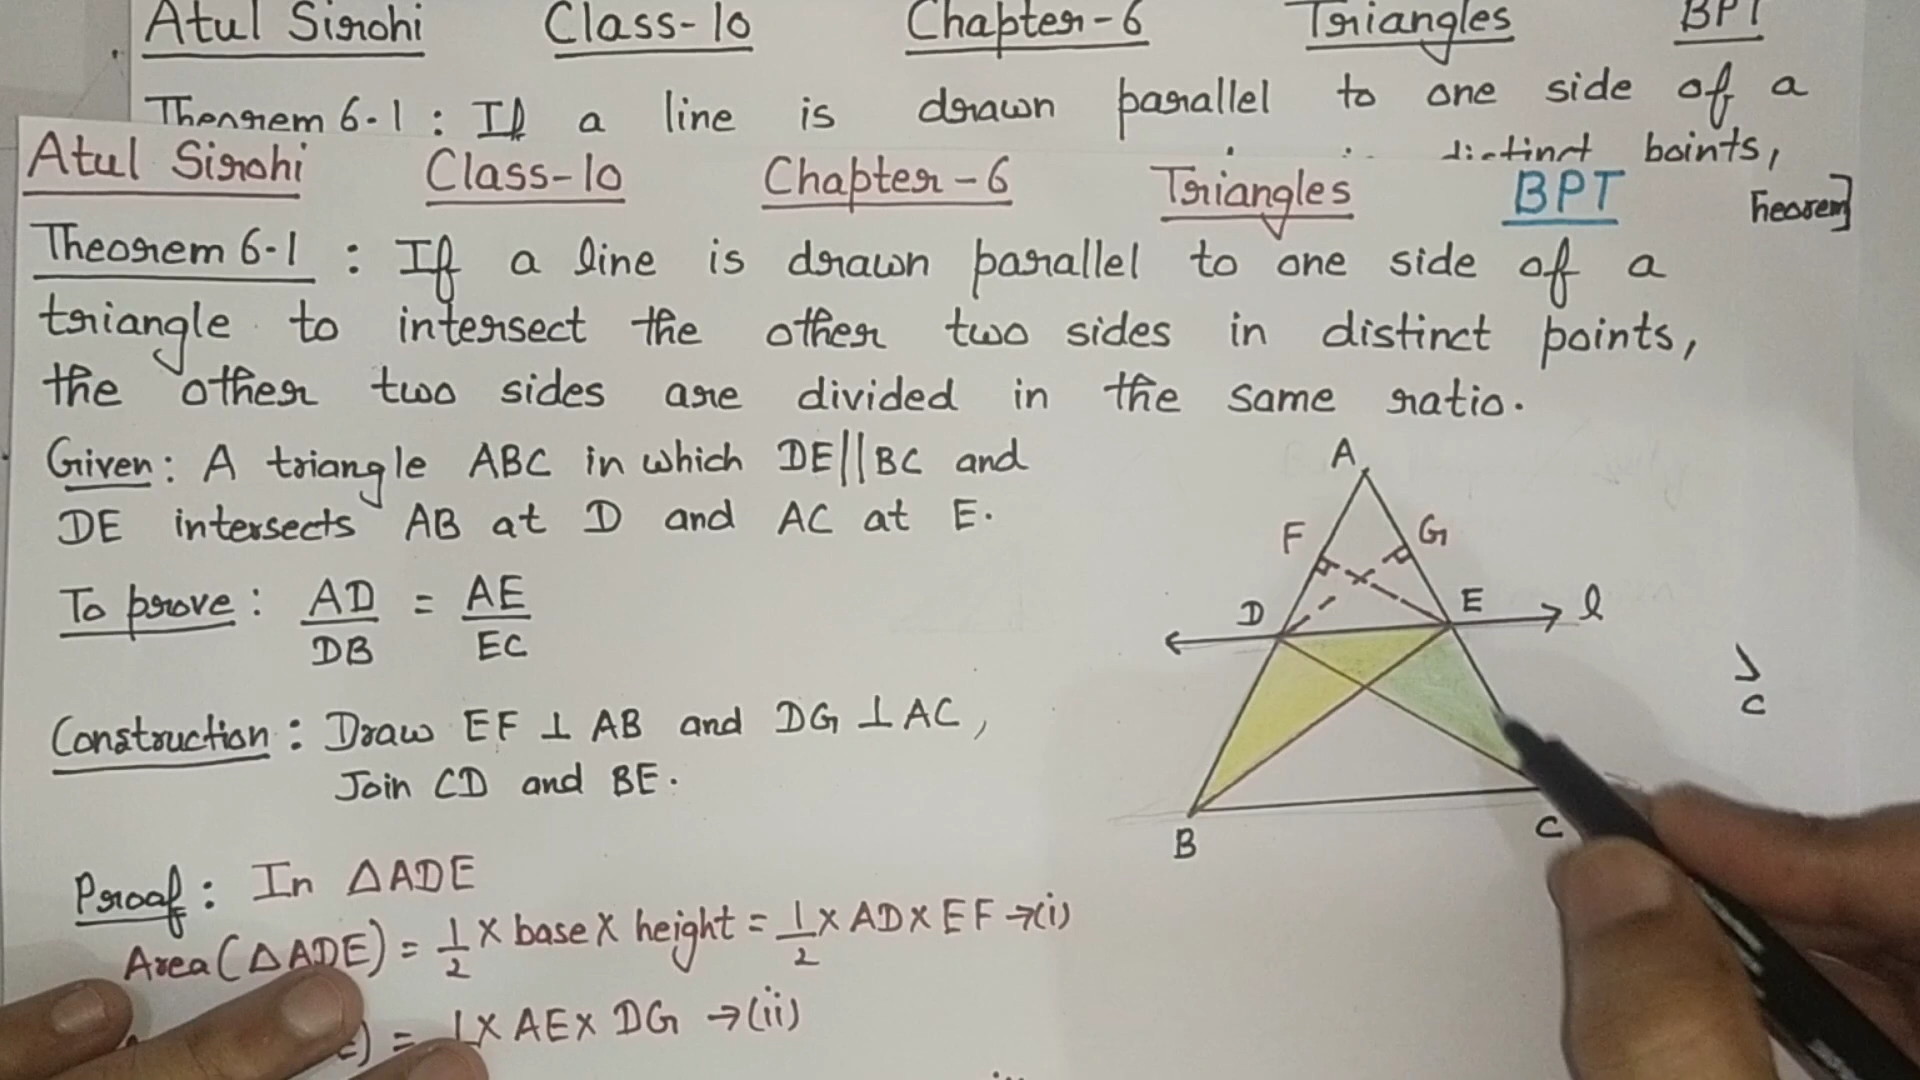 Atul Sirohi Class-10 Chapter-6 Triangles BPT
Theorem 6.1 : If a line is drawn parallel to one side of a
distinct points,
Theorem]
Atul Sirohi Class-10 Chapter-6 Triangles BPT
Theorem 6.1 : If a line is drawn parallel to one side of a
triangle to intersect the other two sides in distinct points,
the other two sides are divided in the same ratio.
Given: A triangle ABC in which DE||BC and
DE intersects AB at D and AC at E.
To prove: AD/DB = AE/EC
Construction: Draw EF ⊥ AB and DG ⊥ AC,
Join CD and BE.
Proof: In △ADE
Area(△ADE) = 1/2 × base × height = 1/2 × AD × EF →(i)
= 1 × AE × DG →(ii)
A
F G
D E l
B C
C